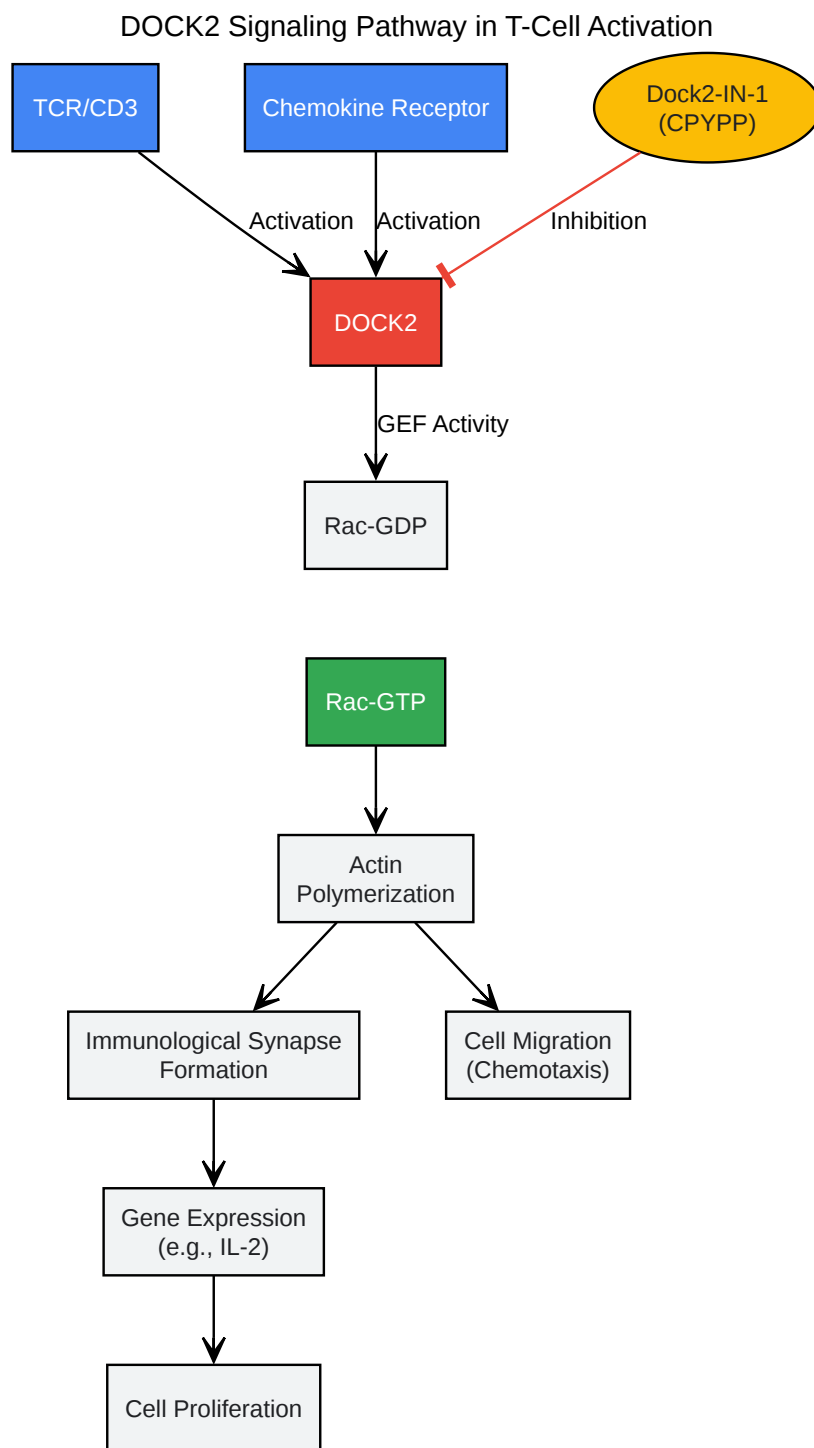 DOCK2 Signaling Pathway in T-Cell Activation
TCR/CD3
Chemokine Receptor
Dock2-IN-1
(CPYPP)
Activation
Activation
Inhibition
DOCK2
GEF Activity
Rac-GDP
Rac-GTP
Actin
Polymerization
Immunological Synapse
Formation
Cell Migration
(Chemotaxis)
Gene Expression
(e.g., IL-2)
Cell Proliferation